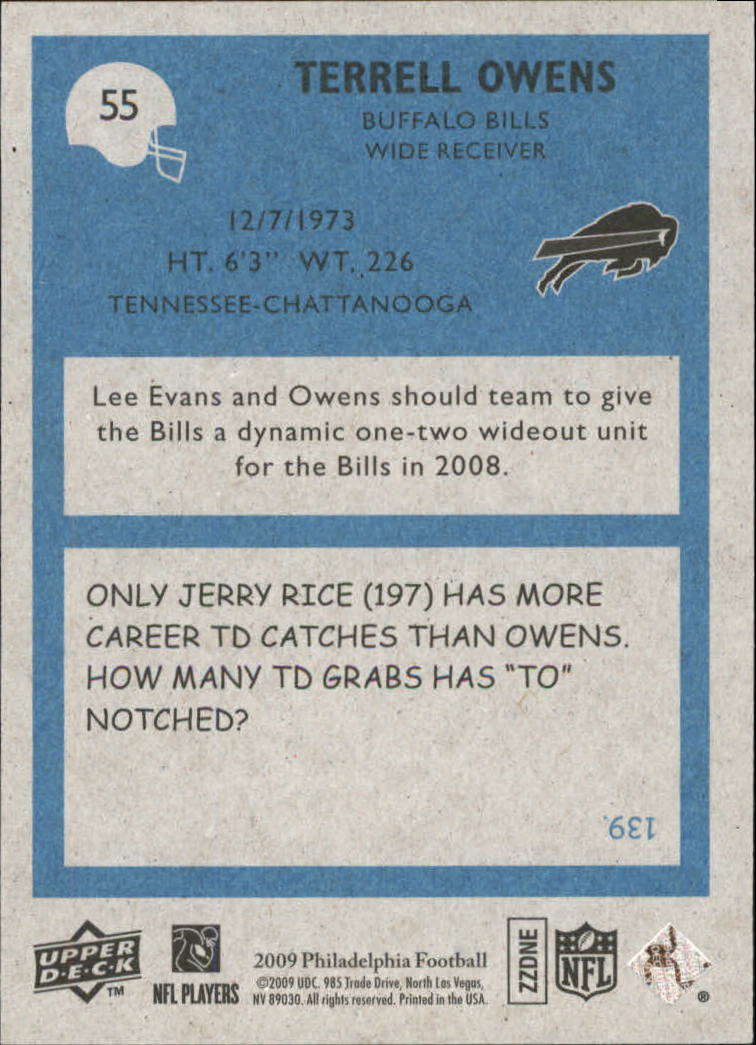 55
TERRELL OWENS
BUFFALO BILLS
WIDE RECEIVER
12/7/1973
HT. 6'3" WT. 226
TENNESSEE-CHATTANOOGA
Lee Evans and Owens should team to give
the Bills a dynamic one-two wideout unit
for the Bills in 2008.
ONLY JERRY RICE (197) HAS MORE
CAREER TD CATCHES THAN OWENS.
HOW MANY TD GRABS HAS "TO"
NOTCHED?
139.
UPPER
D·E·C·K
TM
NFL PLAYERS
2009 Philadelphia Football
©2009 UDC. 985 Trade Drive, North Las Vegas,
NV 89030. All rights reserved. Printed in the USA.
ZZDNE
NFL
®